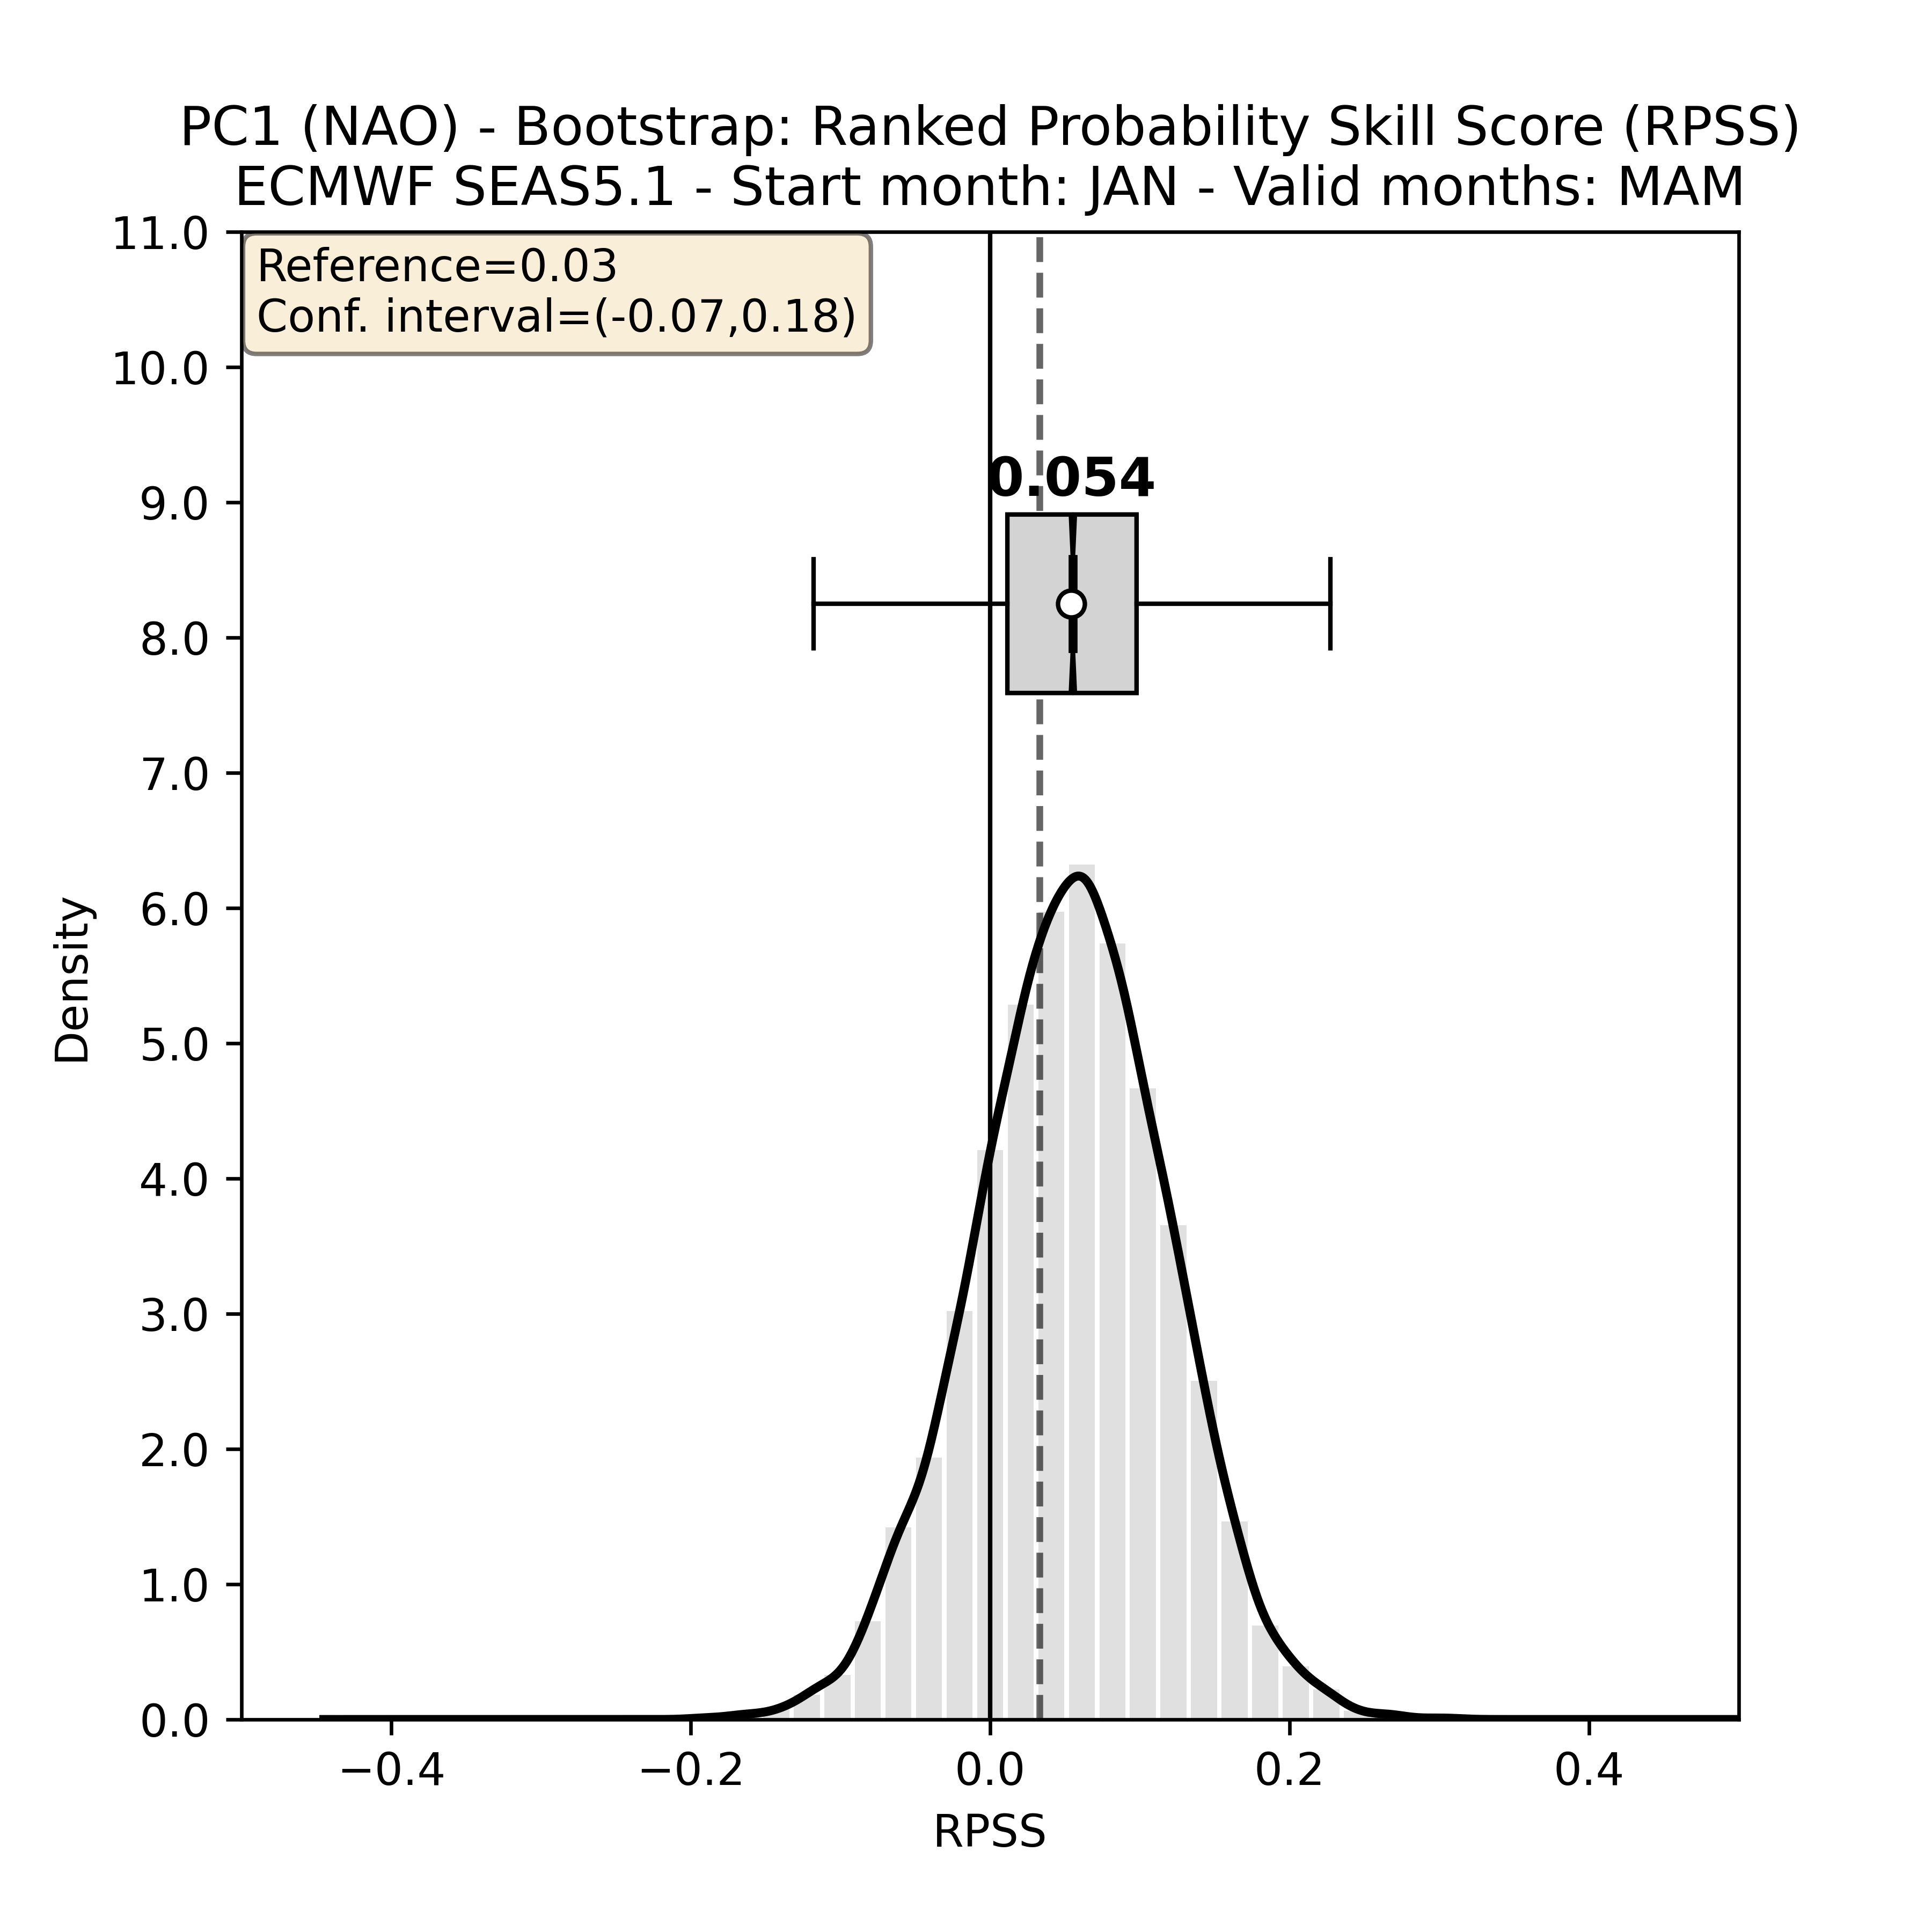 PC1 (NAO) - Bootstrap: Ranked Probability Skill Score (RPSS)
ECMWF SEAS5.1 - Start month: JAN - Valid months: MAM
Reference=0.03
Conf. interval=(-0.07,0.18)
0.054
11.0
10.0
9.0
8.0
7.0
6.0
5.0
4.0
3.0
2.0
1.0
0.0
Density
−0.4 −0.2 0.0 0.2 0.4
RPSS